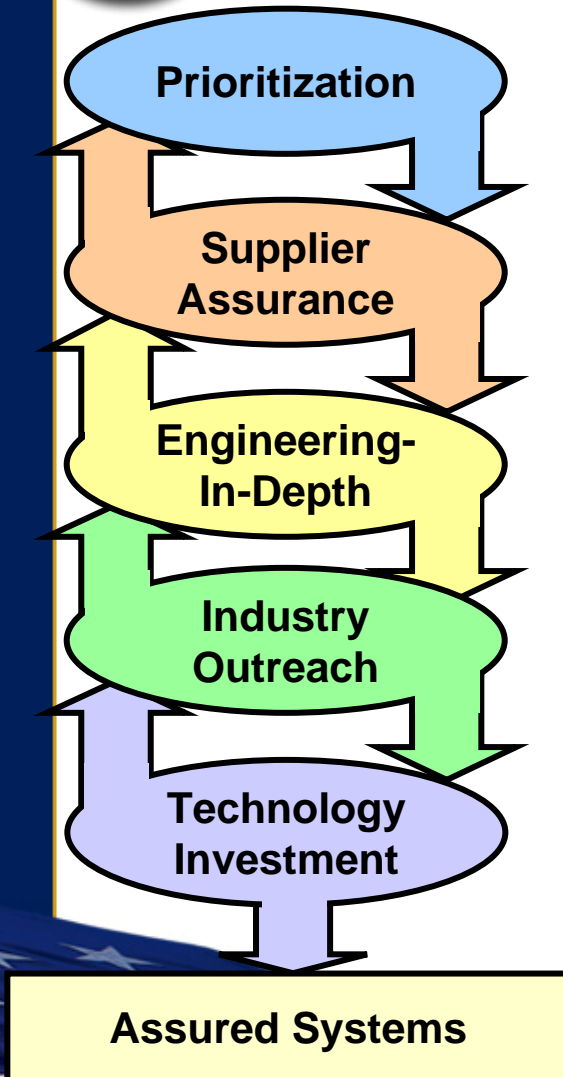 Prioritization
Supplier
Assurance
Engineering-
In-Depth
Industry
Outreach
Technology
Investment
Assured Systems